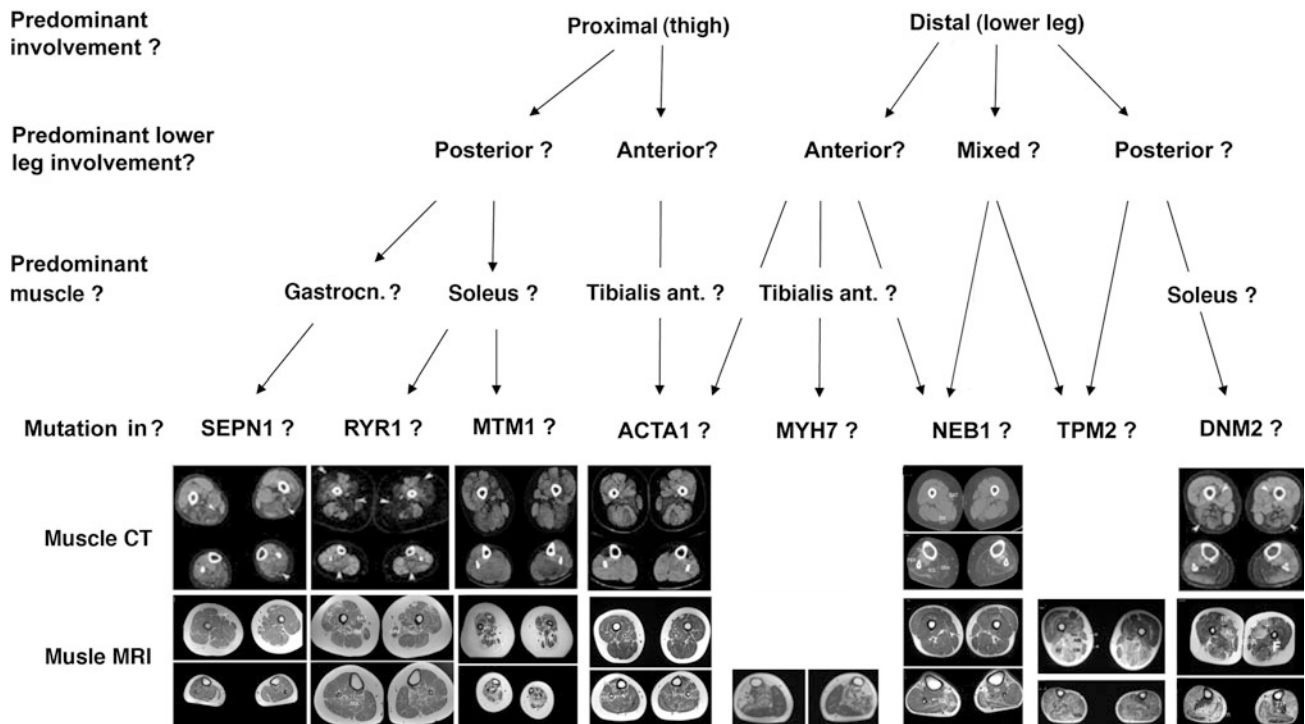 Predominant
involvement ?
Proximal (thigh)
Distal (lower leg)
Predominant lower
leg involvement?
Posterior ?
Anterior?
Anterior?
Mixed ?
Posterior ?
Predominant
muscle ?
Gastrocn. ?
Soleus ?
Tibialis ant. ?
Tibialis ant. ?
Soleus ?
Mutation in ?
SEPN1 ?
RYR1 ?
MTM1 ?
ACTA1 ?
MYH7 ?
NEB1 ?
TPM2 ?
DNM2 ?
Muscle CT
Musle MRI